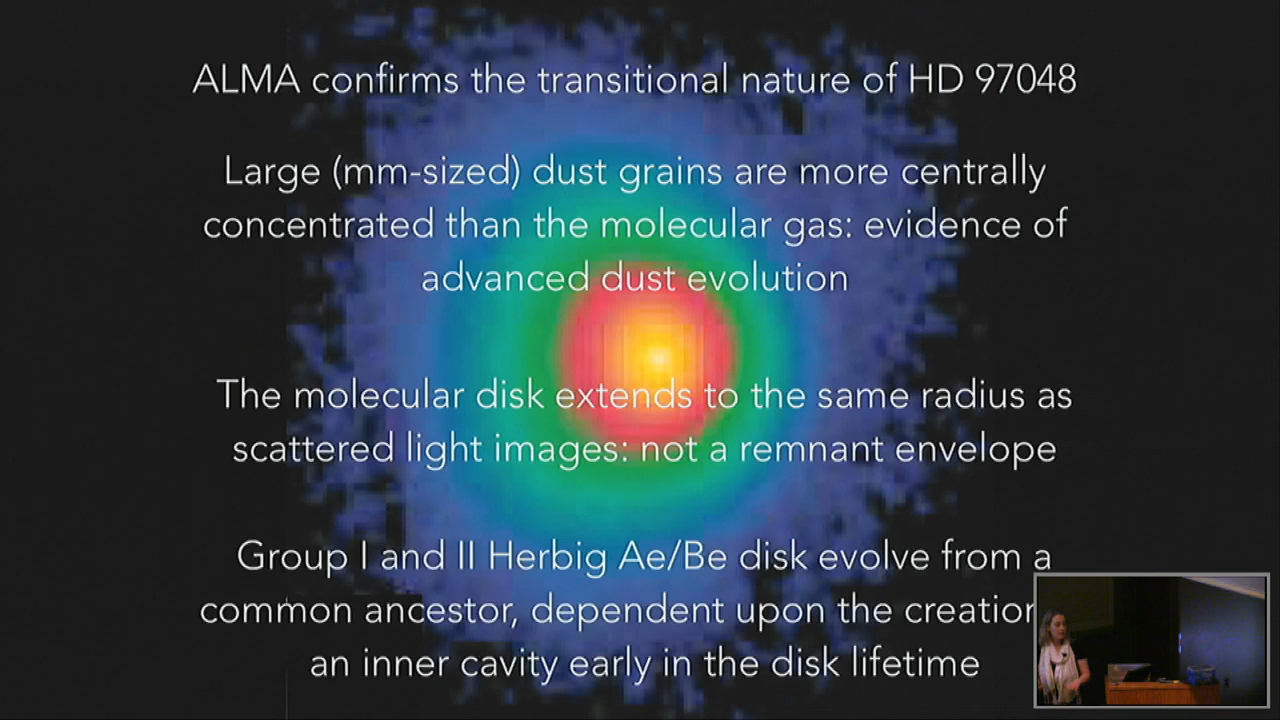 ALMA confirms the transitional nature of HD 97048
Large (mm-sized) dust grains are more centrally
concentrated than the molecular gas: evidence of
advanced dust evolution
The molecular disk extends to the same radius as
scattered light images: not a remnant envelope
Group I and II Herbig Ae/Be disk evolve from a
common ancestor, dependent upon the creation
an inner cavity early in the disk lifetime